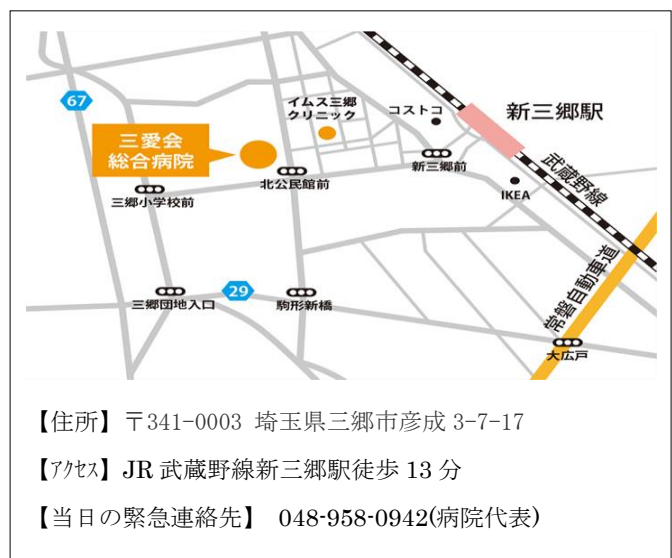 67
三愛会
総合病院
イムス三郷
クリニック
コストコ
新三郷駅
北公民館前
新三郷前
武蔵野線
IKEA
三郷小学校前
29
三郷団地入口
駒形新橋
常磐自動車道
大広戸
【住所】〒341-0003 埼玉県三郷市彦成 3-7-17
【ｱｸｾｽ】JR 武蔵野線新三郷駅徒歩 13 分
【当日の緊急連絡先】 048-958-0942(病院代表)